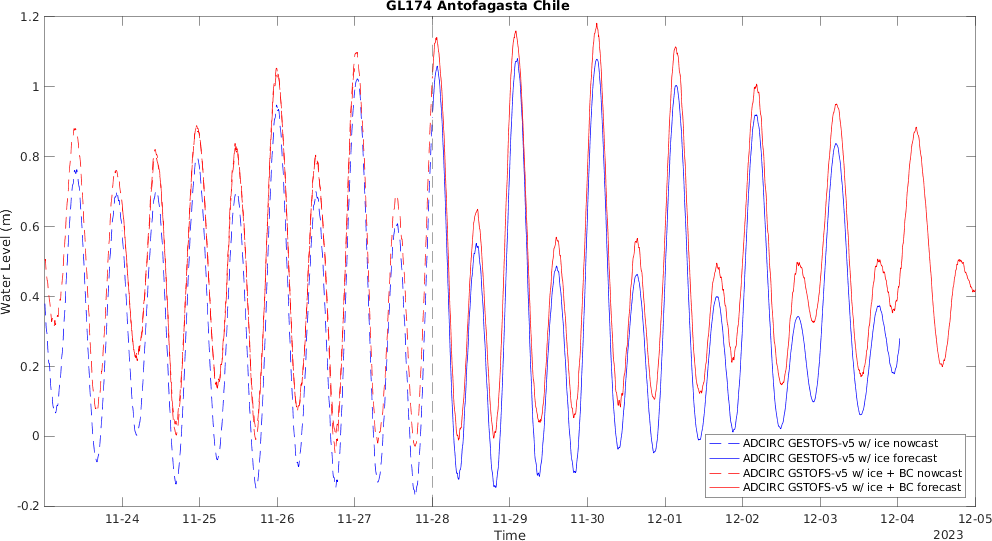 GL174 Antofagasta Chile
1.2
1
0.8
0.6
0.4
0.2
0
-0.2
Water Level (m)
ADCIRC GESTOFS-v5 w/ ice nowcast
ADCIRC GESTOFS-v5 w/ ice forecast
ADCIRC GSTOFS-v5 w/ ice + BC nowcast
ADCIRC GSTOFS-v5 w/ ice + BC forecast
11-24 11-25 11-26 11-27 11-28 11-29 11-30 12-01 12-02 12-03 12-04 12-05
Time
2023